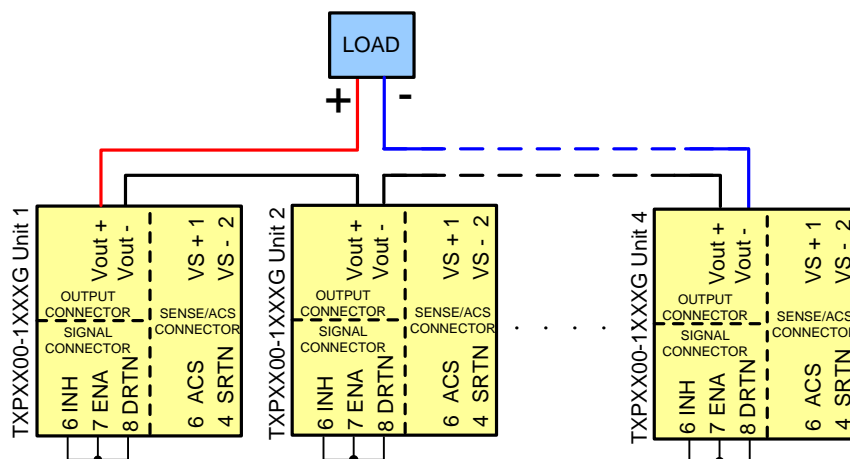 LOAD
+ -
TXPXX00-1XXXG Unit 1
Vout +
Vout -
VS + 1
VS - 2
OUTPUT
CONNECTOR
SIGNAL
CONNECTOR
SENSE/ACS
CONNECTOR
6 INH
7 ENA
8 DRTN
6 ACS
4 SRTN
TXPXX00-1XXXG Unit 2
Vout +
Vout -
VS + 1
VS - 2
OUTPUT
CONNECTOR
SIGNAL
CONNECTOR
SENSE/ACS
CONNECTOR
6 INH
7 ENA
8 DRTN
6 ACS
4 SRTN
. . . . .
TXPXX00-1XXXG Unit 4
Vout +
Vout -
VS + 1
VS - 2
OUTPUT
CONNECTOR
SIGNAL
CONNECTOR
SENSE/ACS
CONNECTOR
6 INH
7 ENA
8 DRTN
6 ACS
4 SRTN